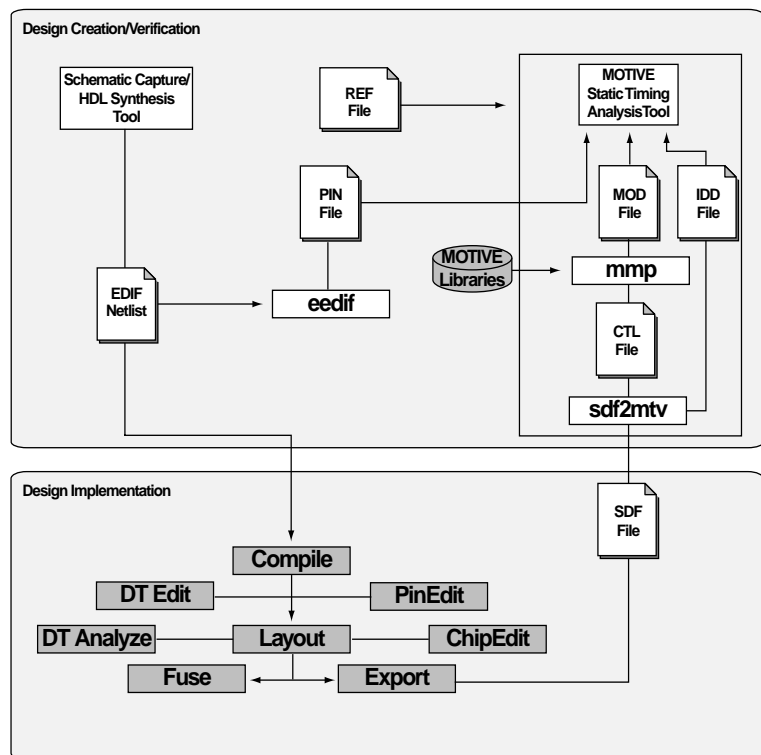 Design Creation/Verification
Schematic Capture/
HDL Synthesis
Tool
REF
File
MOTIVE
Static Timing
AnalysisTool
PIN
File
MOD
File
IDD
File
MOTIVE
Libraries
mmp
EDIF
Netlist
eedif
CTL
File
sdf2mtv
Design Implementation
SDF
File
Compile
DT Edit
PinEdit
DT Analyze
Layout
ChipEdit
Fuse
Export